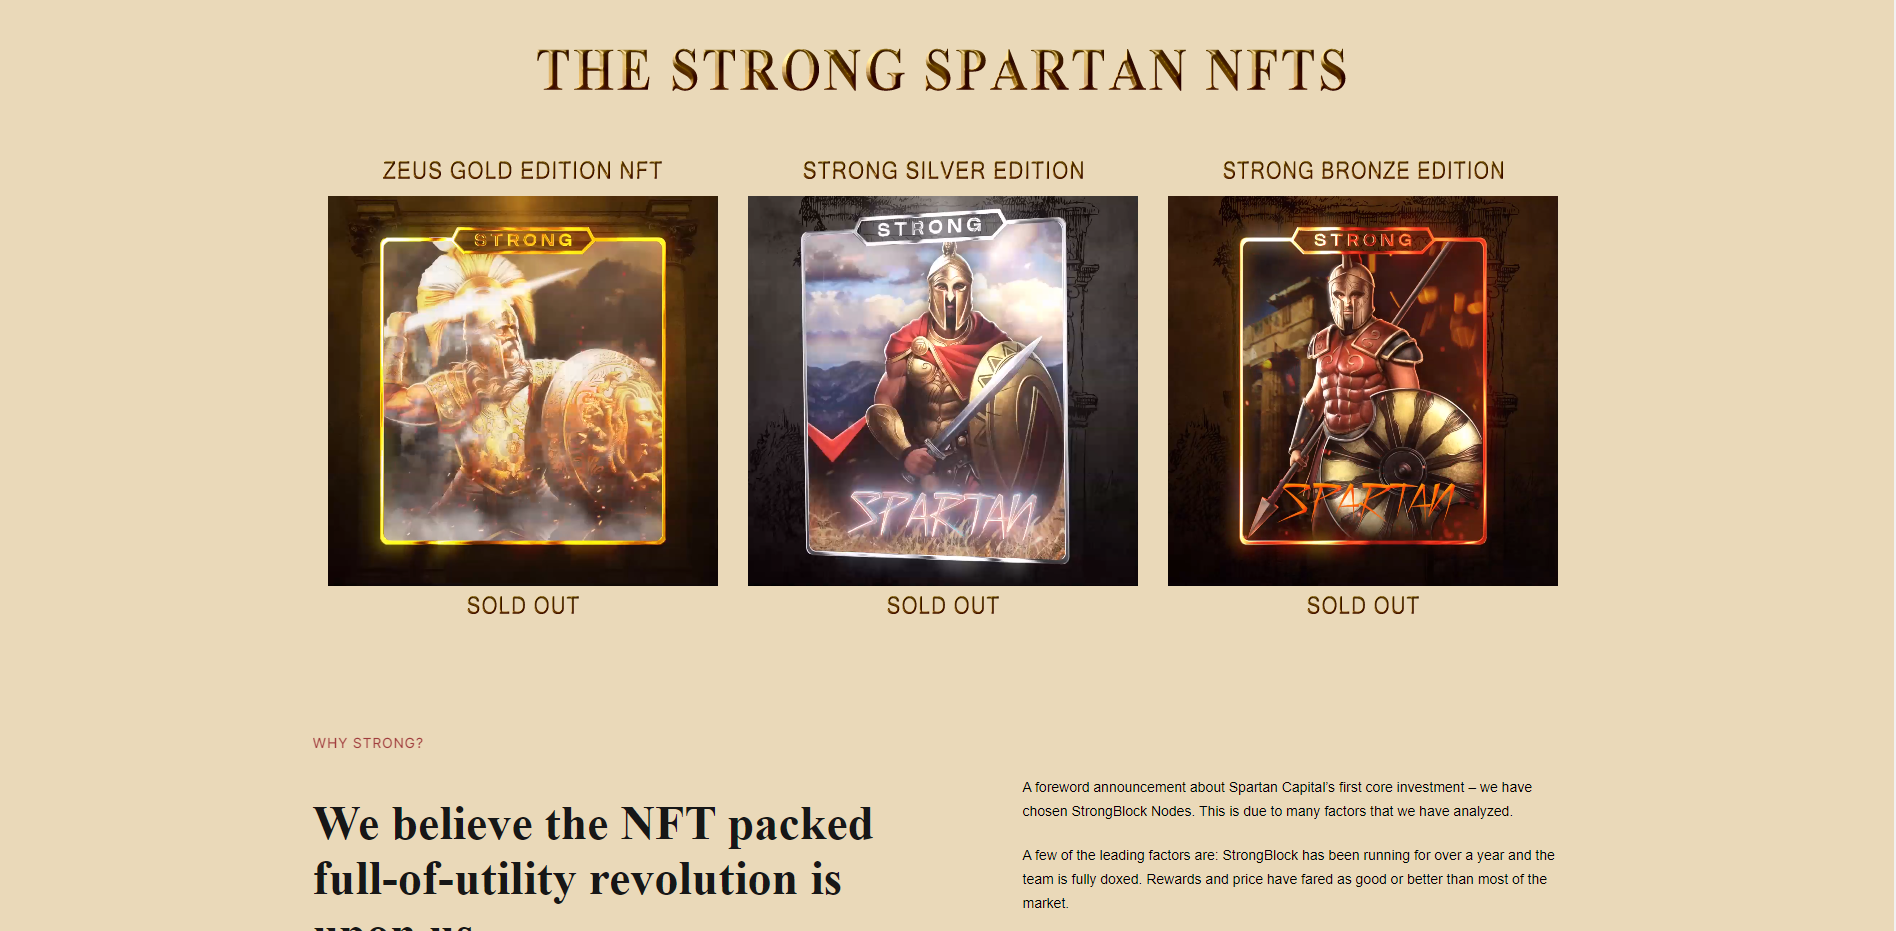 THE STRONG SPARTAN NFTS
ZEUS GOLD EDITION NFT
STRONG SILVER EDITION
STRONG BRONZE EDITION
STRONG
STRONG
SPARTAN
STRONG
SPARTAN
SOLD OUT
SOLD OUT
SOLD OUT
WHY STRONG?
We believe the NFT packed
full-of-utility revolution is
upon us
A foreword announcement about Spartan Capital’s first core investment – we have
chosen StrongBlock Nodes. This is due to many factors that we have analyzed.
A few of the leading factors are: StrongBlock has been running for over a year and the
team is fully doxed. Rewards and price have fared as good or better than most of the
market.